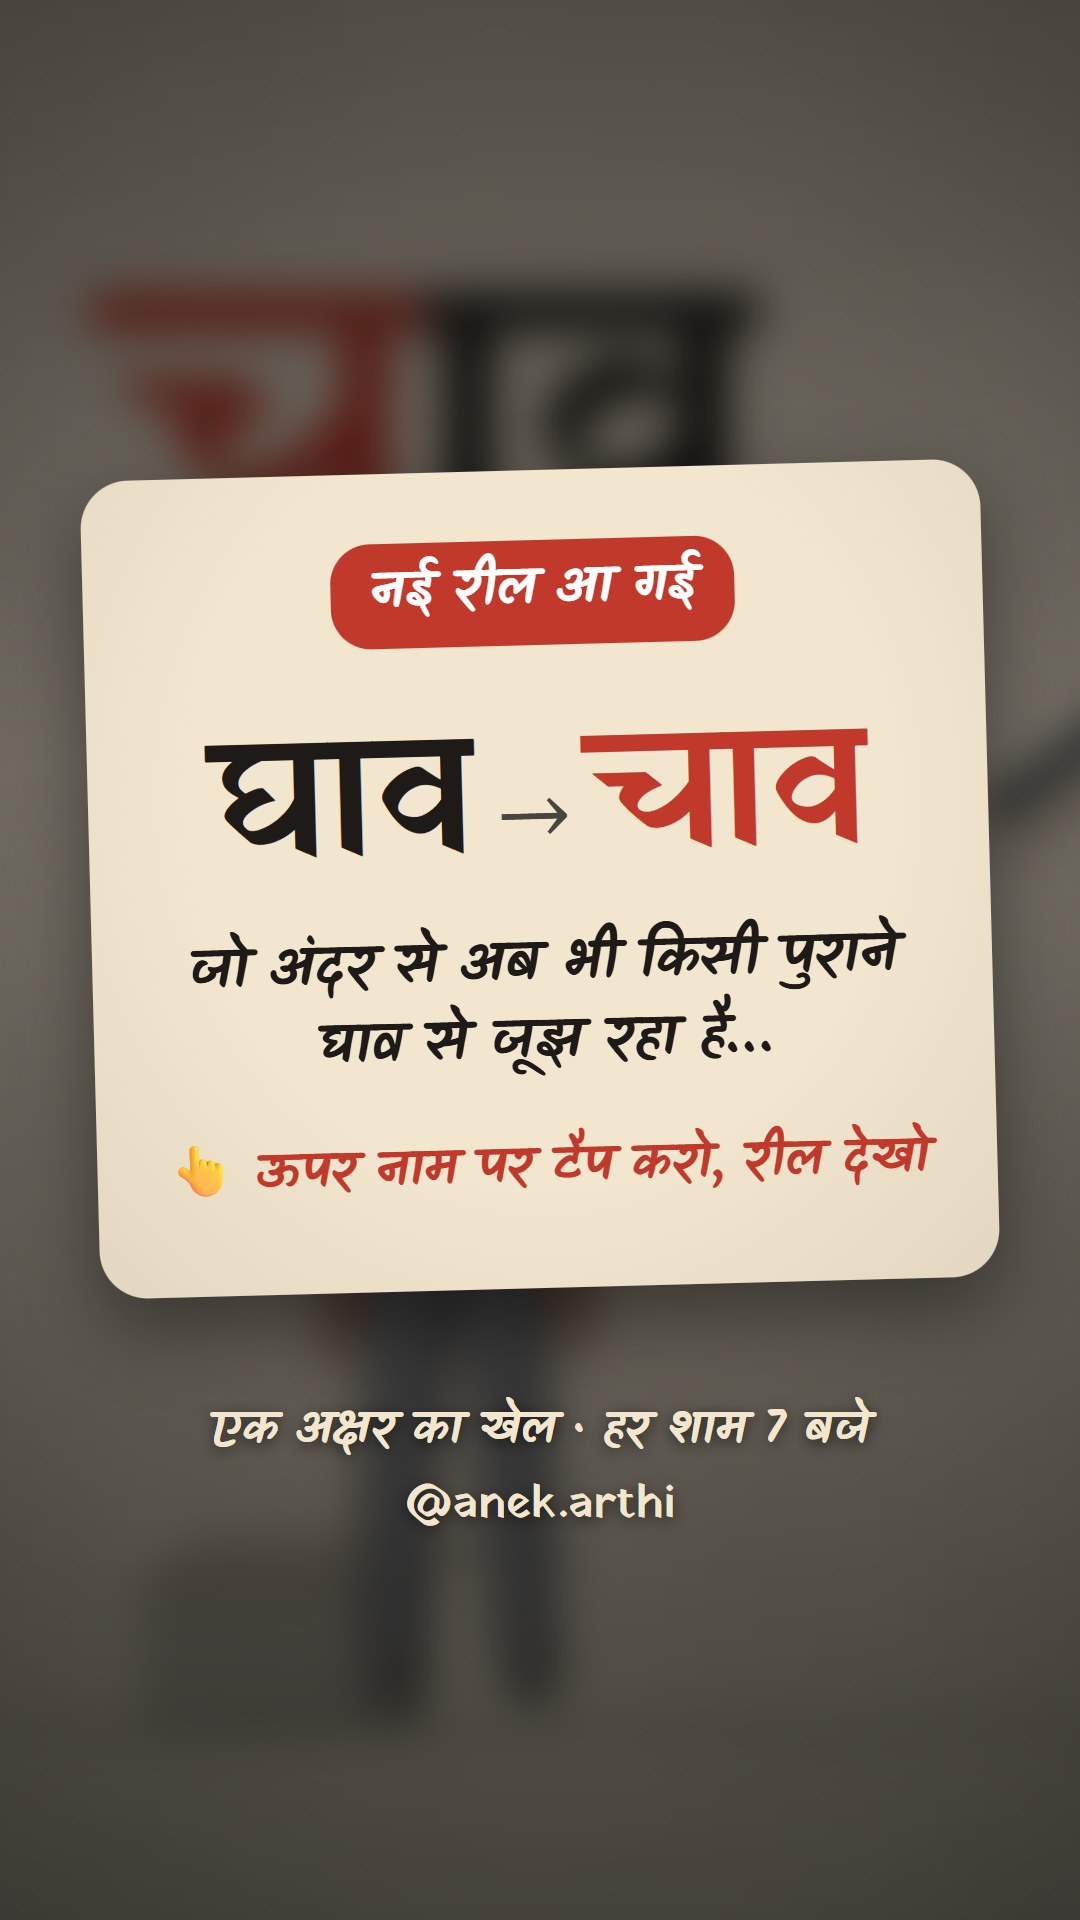 चाव
नई रील आ गई
घाव → चाव
जो अंदर से अब भी किसी पुराने
घाव से जूझ रहा है...
👆 ऊपर नाम पर टैप करो, रील देखो
एक अक्षर का खेल · हर शाम 7 बजे
@anek.arthi